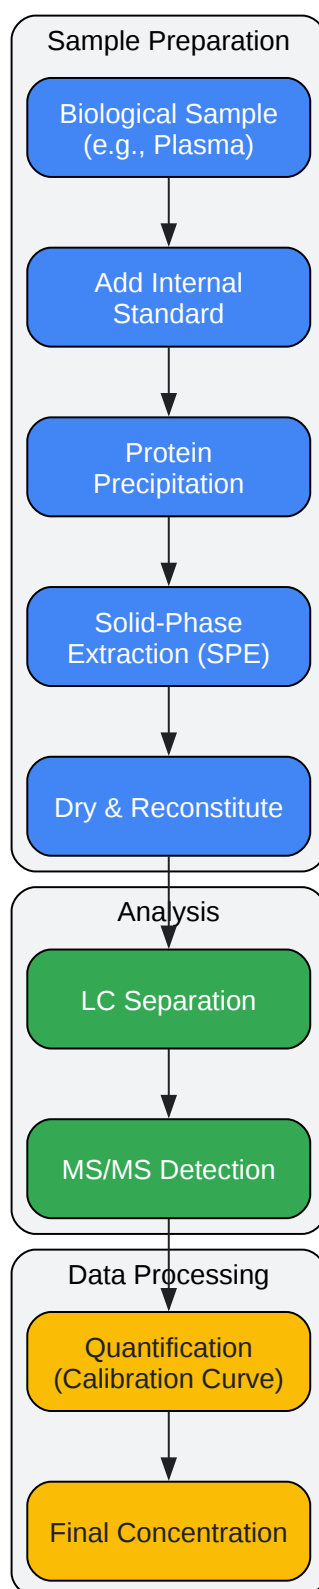 Sample Preparation
Biological Sample
(e.g., Plasma)
Add Internal
Standard
Protein
Precipitation
Solid-Phase
Extraction (SPE)
Dry & Reconstitute
Analysis
LC Separation
MS/MS Detection
Data Processing
Quantification
(Calibration Curve)
Final Concentration